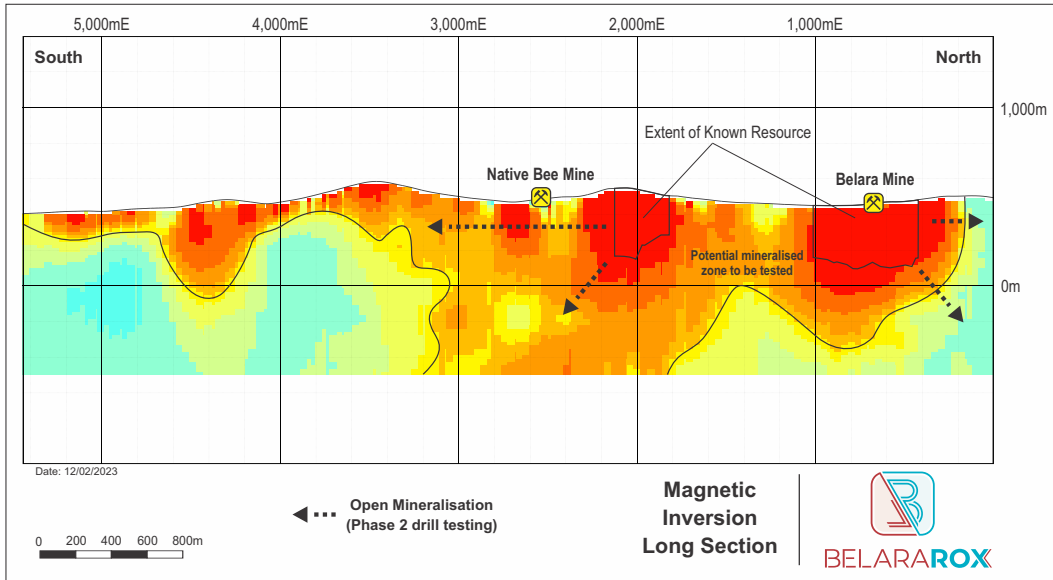 5,000mE 4,000mE 3,000mE 2,000mE 1,000mE
South
North
1,000m
Extent of Known Resource
Native Bee Mine
Belara Mine
Potential mineralised
zone to be tested
0m
Date: 12/02/2023
Open Mineralisation
(Phase 2 drill testing)
0 200 400 600 800m
Magnetic
Inversion
Long Section
BELARAROX